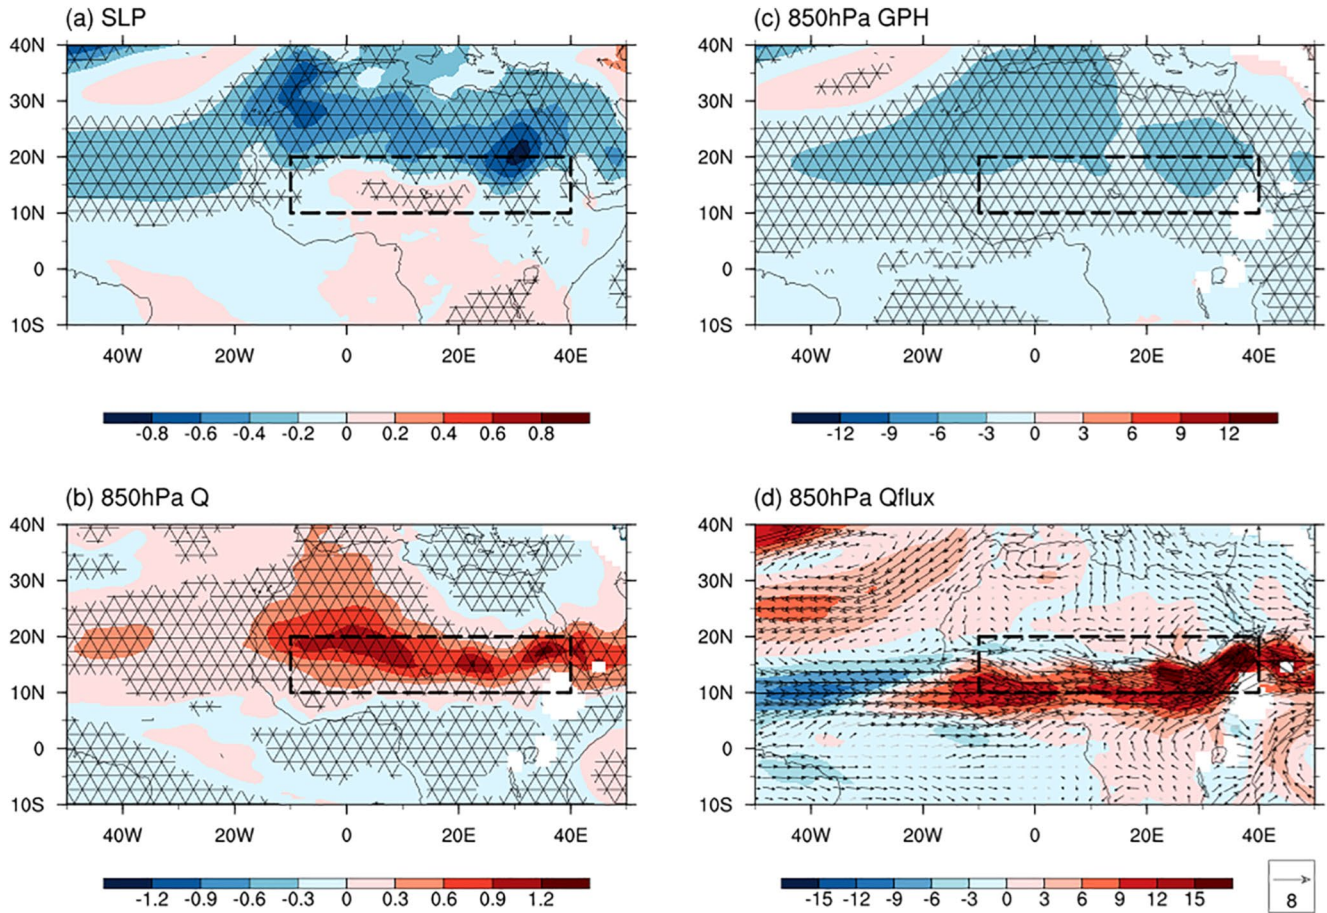 (a) SLP
40N
30N
20N
10N
0
10S
40W 20W 0 20E 40E
-0.8 -0.6 -0.4 -0.2 0 0.2 0.4 0.6 0.8
(c) 850hPa GPH
40N
30N
20N
10N
0
10S
40W 20W 0 20E 40E
-12 -9 -6 -3 0 3 6 9 12
(b) 850hPa Q
40N
30N
20N
10N
0
10S
40W 20W 0 20E 40E
-1.2 -0.9 -0.6 -0.3 0 0.3 0.6 0.9 1.2
(d) 850hPa Qflux
40N
30N
20N
10N
0
10S
40W 20W 0 20E 40E
-15 -12 -9 -6 -3 0 3 6 9 12 15
8